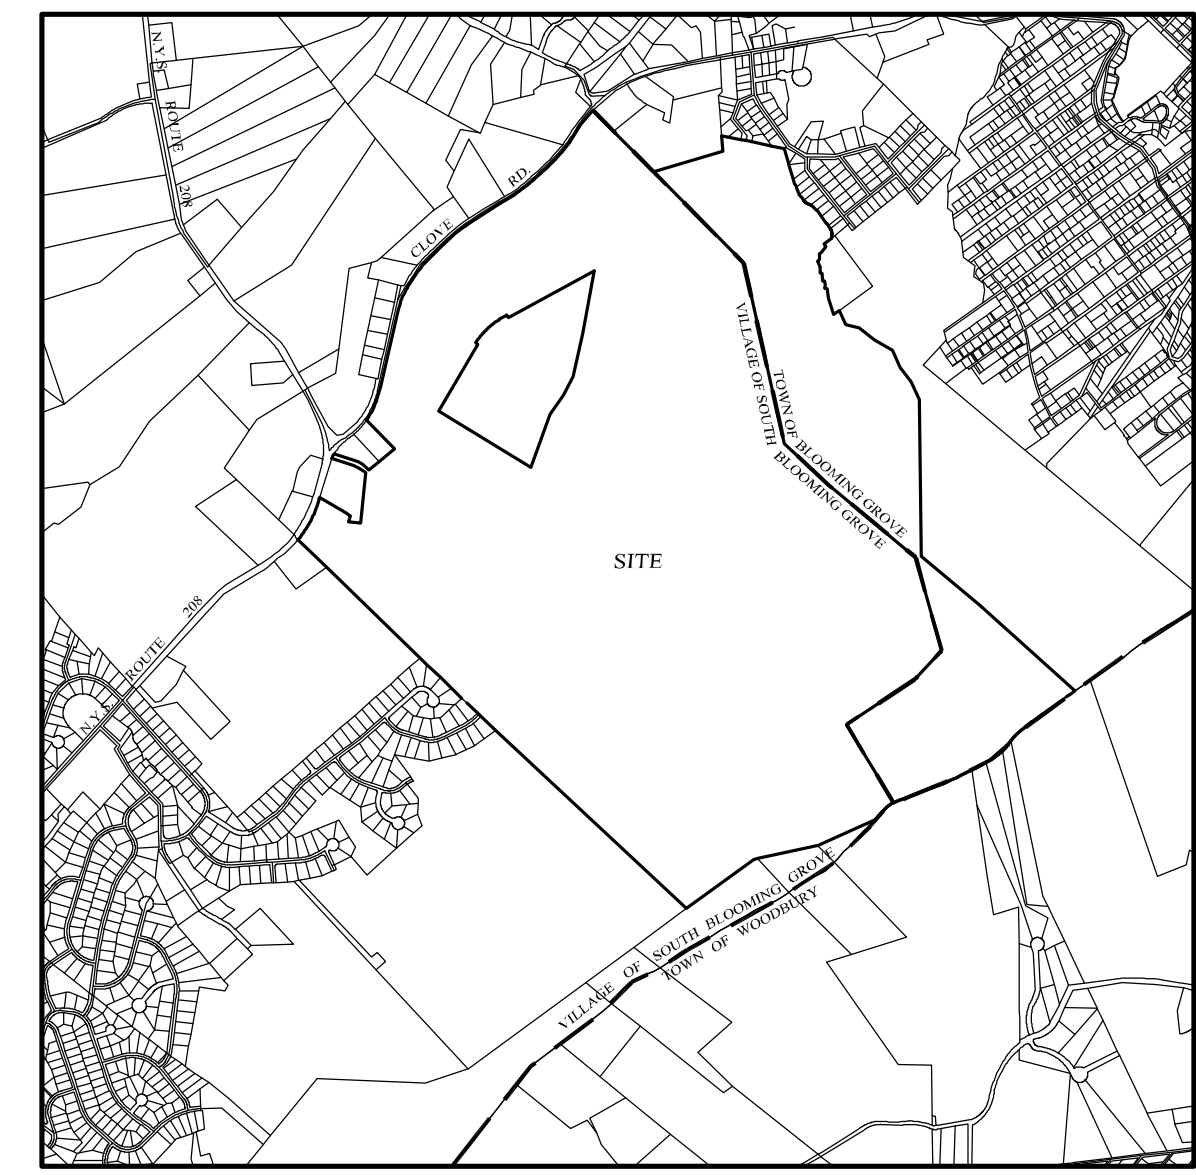 N.Y.S.
ROUTE
208
CLOVE RD.
VILLAGE OF SOUTH BLOOMING GROVE
TOWN OF BLOOMING GROVE
SITE
N.Y.S. ROUTE 208
VILLAGE OF SOUTH BLOOMING GROVE
TOWN OF WOODBURY